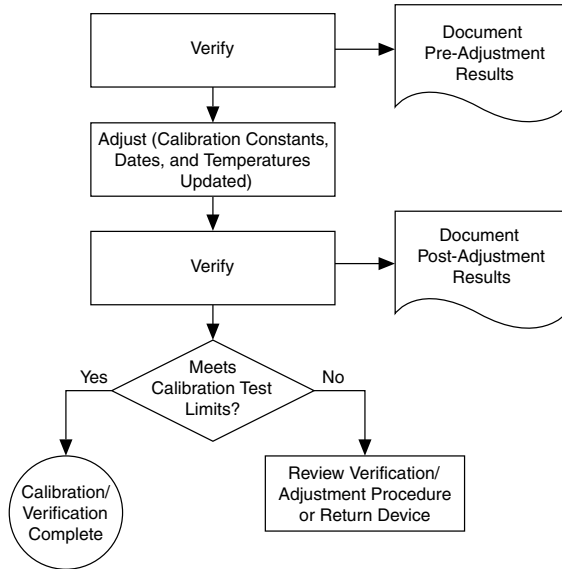 Verify
Document
Pre-Adjustment
Results
Adjust (Calibration Constants,
Dates, and Temperatures
Updated)
Verify
Document
Post-Adjustment
Results
Meets
Calibration Test
Limits?
Yes
No
Calibration/
Verification
Complete
Review Verification/
Adjustment Procedure
or Return Device